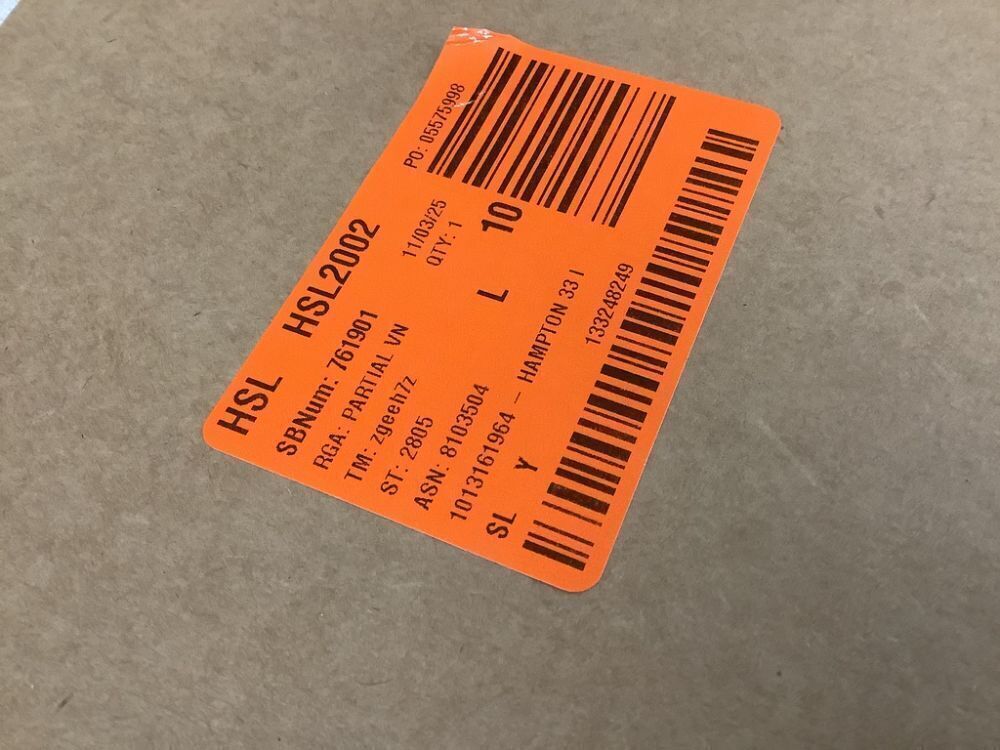 HSL HSL2002
SBNum: 761901 11/03/25 PO: 05575998
RGA: PARTIAL VN QTY: 1
TM: zgeeh7z
ST: 2805 L 10
ASN: 8103504
1013161964 - HAMPTON 33 I
SL Y 133248249